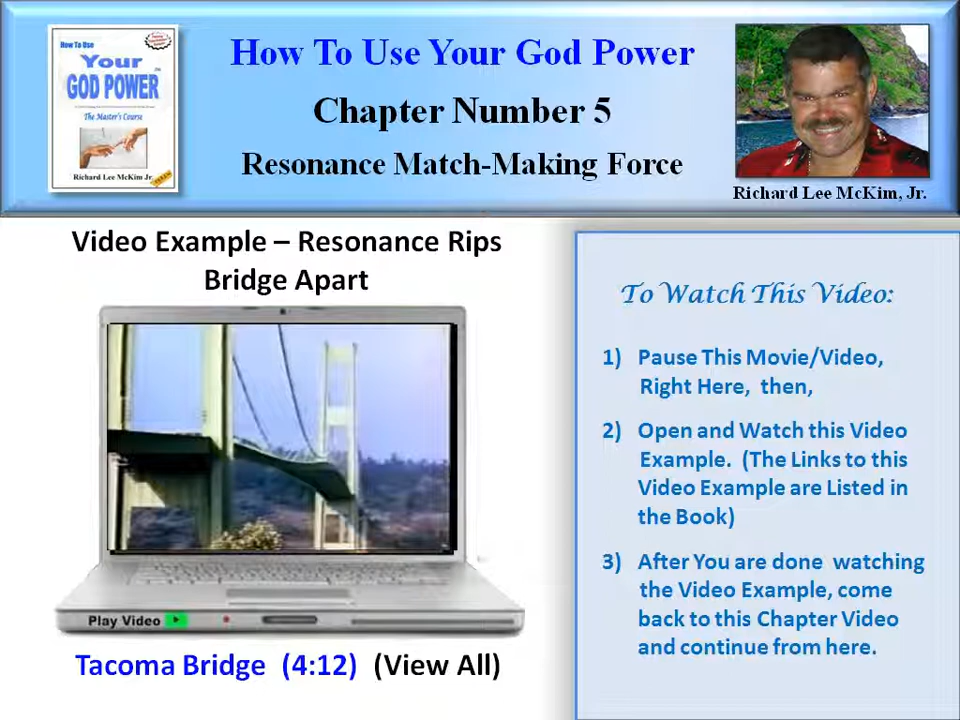 How To Use
Your
GOD POWER
The Master's Course
Richard Lee McKim Jr.
How To Use Your God Power
Chapter Number 5
Resonance Match-Making Force
Richard Lee McKim, Jr.
Video Example – Resonance Rips
Bridge Apart
Play Video
Tacoma Bridge (4:12) (View All)
To Watch This Video:
1) Pause This Movie/Video,
Right Here, then,
2) Open and Watch this Video
Example. (The Links to this
Video Example are Listed in
the Book)
3) After You are done watching
the Video Example, come
back to this Chapter Video
and continue from here.